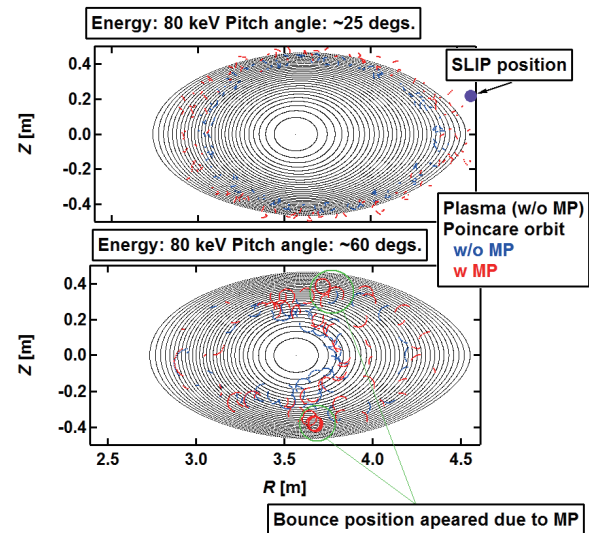 Energy: 80 keV Pitch angle: ~25 degs.
0.4
0.2
0.0
-0.2
-0.4
Z [m]
SLIP position
Plasma (w/o MP)
Poincare orbit
w/o MP
w MP
Energy: 80 keV Pitch angle: ~60 degs.
0.4
0.2
0.0
-0.2
-0.4
Z [m]
2.5 3.0 3.5 4.0 4.5
R [m]
Bounce position apeared due to MP